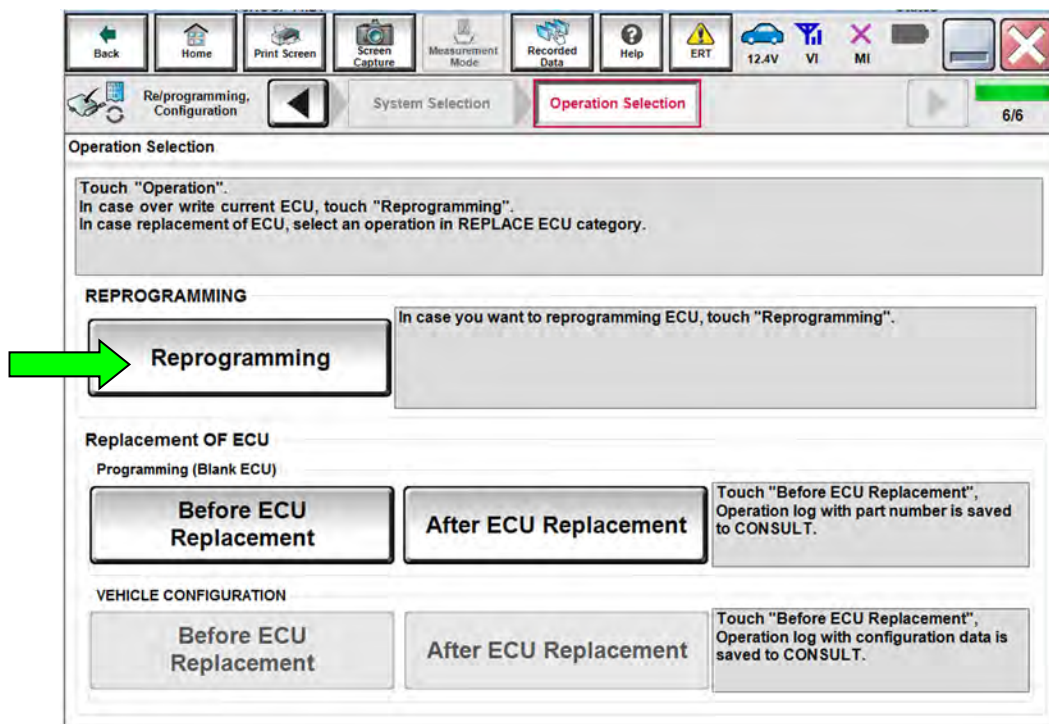 Back
Home
Print Screen
Screen
Capture
Measurement
Mode
Recorded
Data
Help
ERT
12.4V
VI
MI
Re/programming,
Configuration
System Selection
Operation Selection
6/6
Operation Selection
Touch "Operation".
In case over write current ECU, touch "Reprogramming".
In case replacement of ECU, select an operation in REPLACE ECU category.
REPROGRAMMING
Reprogramming
In case you want to reprogramming ECU, touch "Reprogramming".
Replacement OF ECU
Programming (Blank ECU)
Before ECU
Replacement
After ECU Replacement
Touch "Before ECU Replacement",
Operation log with part number is saved
to CONSULT.
VEHICLE CONFIGURATION
Before ECU
Replacement
After ECU Replacement
Touch "Before ECU Replacement",
Operation log with configuration data is
saved to CONSULT.